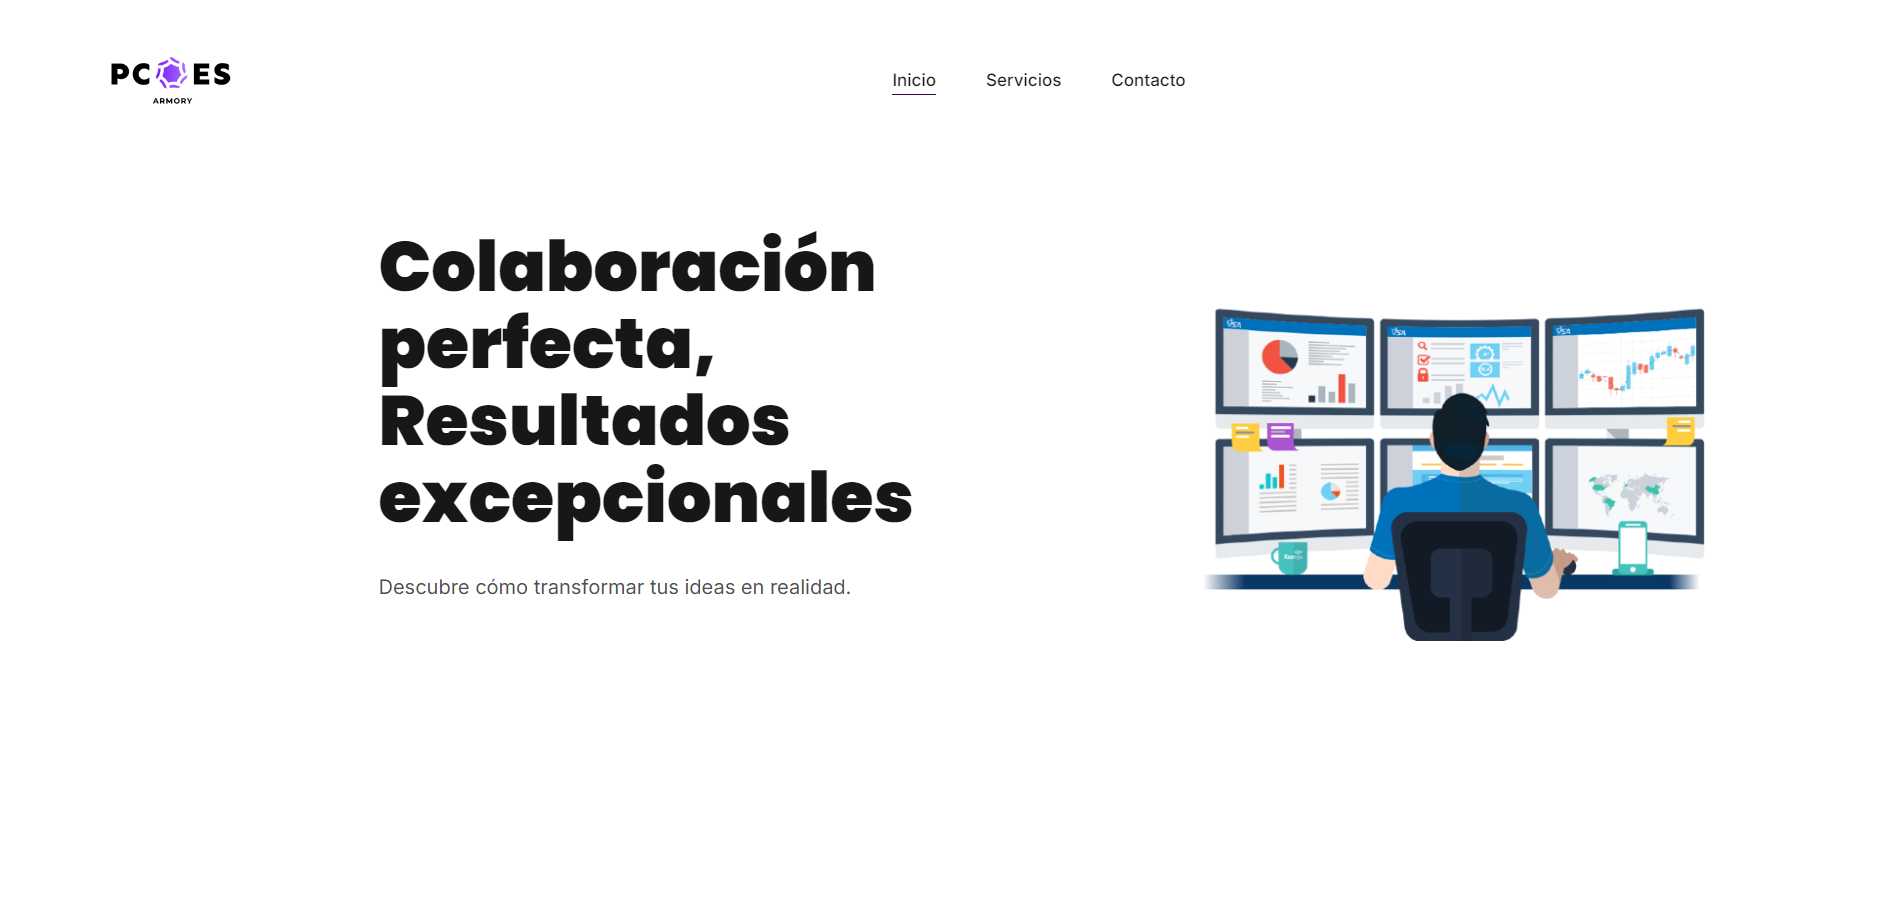 PC ES
ARMORY
Inicio
Servicios
Contacto
Colaboración
perfecta,
Resultados
excepcionales
Descubre cómo transformar tus ideas en realidad.